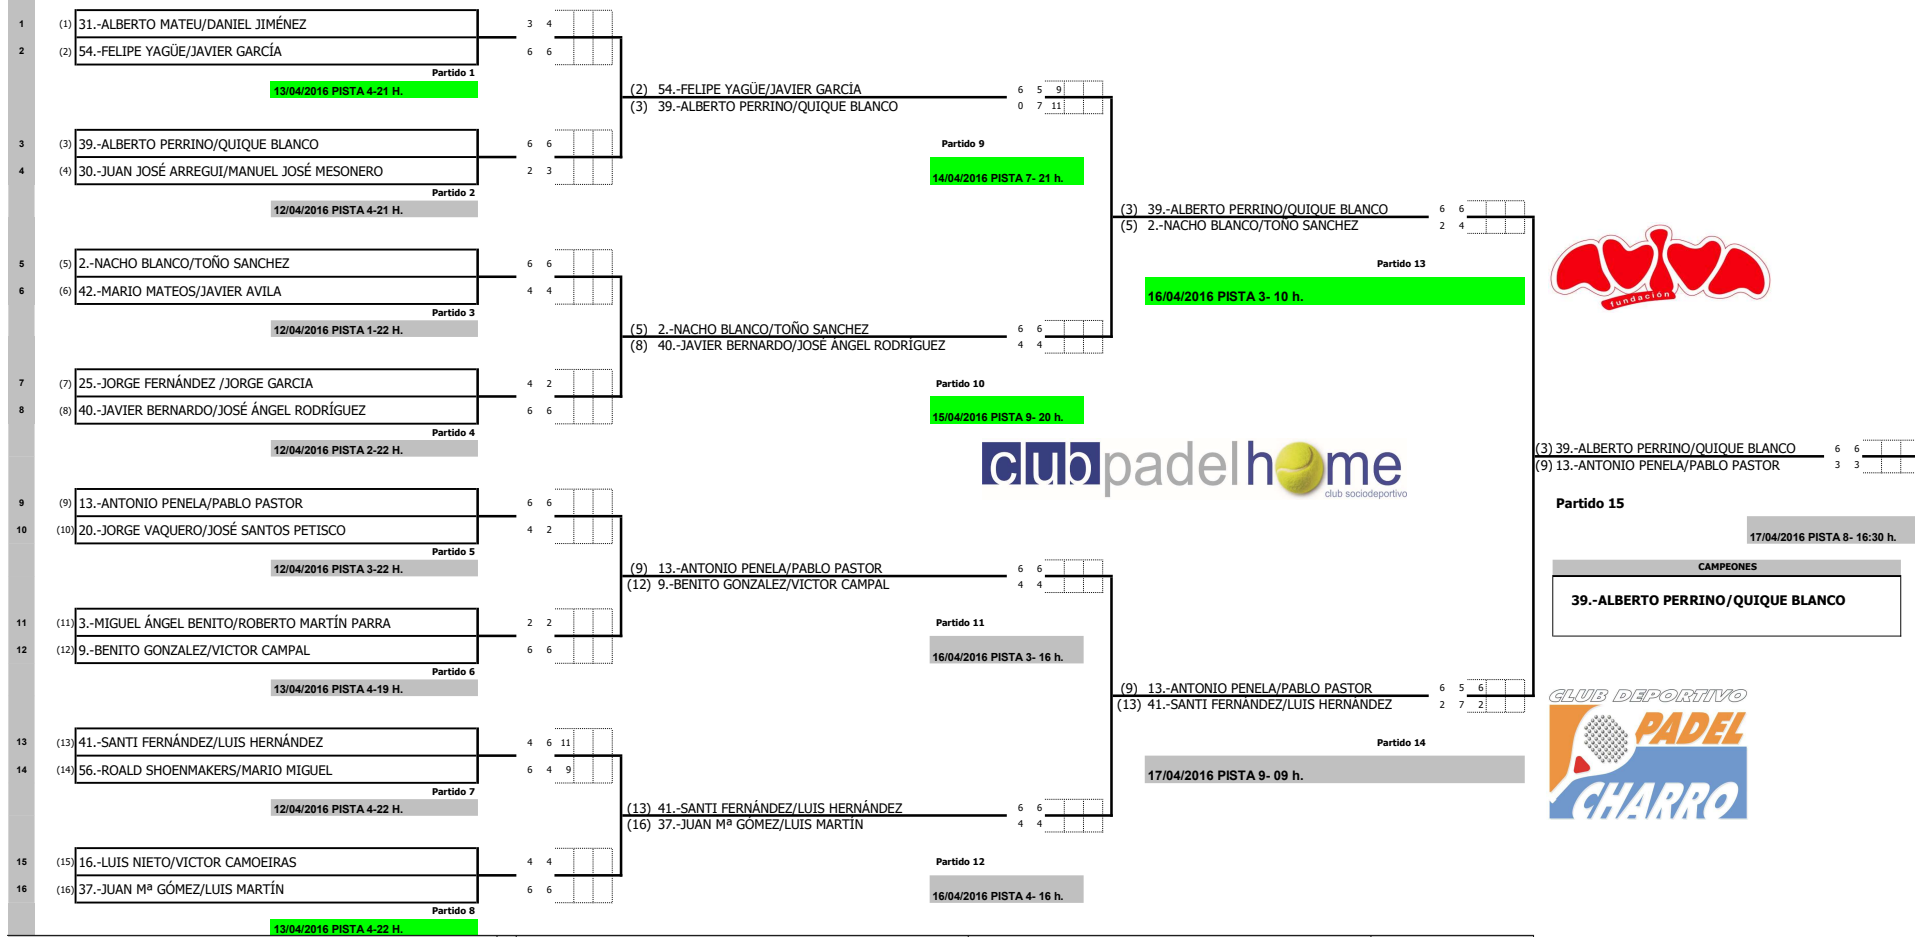 1 (1) 31.-ALBERTO MATEU/DANIEL JIMÉNEZ 3 4
2 (2) 54.-FELIPE YAGÜE/JAVIER GARCÍA 6 6
Partido 1
13/04/2016 PISTA 4-21 H.
3 (3) 39.-ALBERTO PERRINO/QUIQUE BLANCO 6 6
4 (4) 30.-JUAN JOSÉ ARREGUI/MANUEL JOSÉ MESONERO 2 3
Partido 2
12/04/2016 PISTA 4-21 H.
5 (5) 2.-NACHO BLANCO/TOÑO SANCHEZ 6 6
6 (6) 42.-MARIO MATEOS/JAVIER AVILA 4 4
Partido 3
12/04/2016 PISTA 1-22 H.
7 (7) 25.-JORGE FERNÁNDEZ /JORGE GARCIA 4 2
8 (8) 40.-JAVIER BERNARDO/JOSÉ ÁNGEL RODRÍGUEZ 6 6
Partido 4
12/04/2016 PISTA 2-22 H.
9 (9) 13.-ANTONIO PENELA/PABLO PASTOR 6 6
10 (10) 20.-JORGE VAQUERO/JOSÉ SANTOS PETISCO 4 2
Partido 5
12/04/2016 PISTA 3-22 H.
11 (11) 3.-MIGUEL ÁNGEL BENITO/ROBERTO MARTÍN PARRA 2 2
12 (12) 9.-BENITO GONZALEZ/VICTOR CAMPAL 6 6
Partido 6
13/04/2016 PISTA 4-19 H.
13 (13) 41.-SANTI FERNÁNDEZ/LUIS HERNÁNDEZ 4 6 11
14 (14) 56.-ROALD SHOENMAKERS/MARIO MIGUEL 6 4 9
Partido 7
12/04/2016 PISTA 4-22 H.
15 (15) 16.-LUIS NIETO/VICTOR CAMOEIRAS 4 4
16 (16) 37.-JUAN Mª GÓMEZ/LUIS MARTÍN 6 6
Partido 8
13/04/2016 PISTA 4-22 H.
(2) 54.-FELIPE YAGÜE/JAVIER GARCÍA 6 5 9
(3) 39.-ALBERTO PERRINO/QUIQUE BLANCO 0 7 11
Partido 9
14/04/2016 PISTA 7- 21 h.
(5) 2.-NACHO BLANCO/TOÑO SANCHEZ 6 6
(8) 40.-JAVIER BERNARDO/JOSÉ ÁNGEL RODRÍGUEZ 4 4
Partido 10
15/04/2016 PISTA 9- 20 h.
clubpadelhome
club sociodeportivo
(9) 13.-ANTONIO PENELA/PABLO PASTOR 6 6
(12) 9.-BENITO GONZALEZ/VICTOR CAMPAL 4 4
Partido 11
16/04/2016 PISTA 3- 16 h.
(13) 41.-SANTI FERNÁNDEZ/LUIS HERNÁNDEZ 6 6
(16) 37.-JUAN Mª GÓMEZ/LUIS MARTÍN 4 4
Partido 12
16/04/2016 PISTA 4- 16 h.
(3) 39.-ALBERTO PERRINO/QUIQUE BLANCO 6 6
(5) 2.-NACHO BLANCO/TOÑO SANCHEZ 2 4
Partido 13
16/04/2016 PISTA 3- 10 h.
(9) 13.-ANTONIO PENELA/PABLO PASTOR 6 5 6
(13) 41.-SANTI FERNÁNDEZ/LUIS HERNÁNDEZ 2 7 2
Partido 14
17/04/2016 PISTA 9- 09 h.
aviva
fundación
(3) 39.-ALBERTO PERRINO/QUIQUE BLANCO 6 6
(9) 13.-ANTONIO PENELA/PABLO PASTOR 3 3
Partido 15
17/04/2016 PISTA 8- 16:30 h.
CAMPEONES
39.-ALBERTO PERRINO/QUIQUE BLANCO
CLUB DEPORTIVO
PADEL
CHARRO